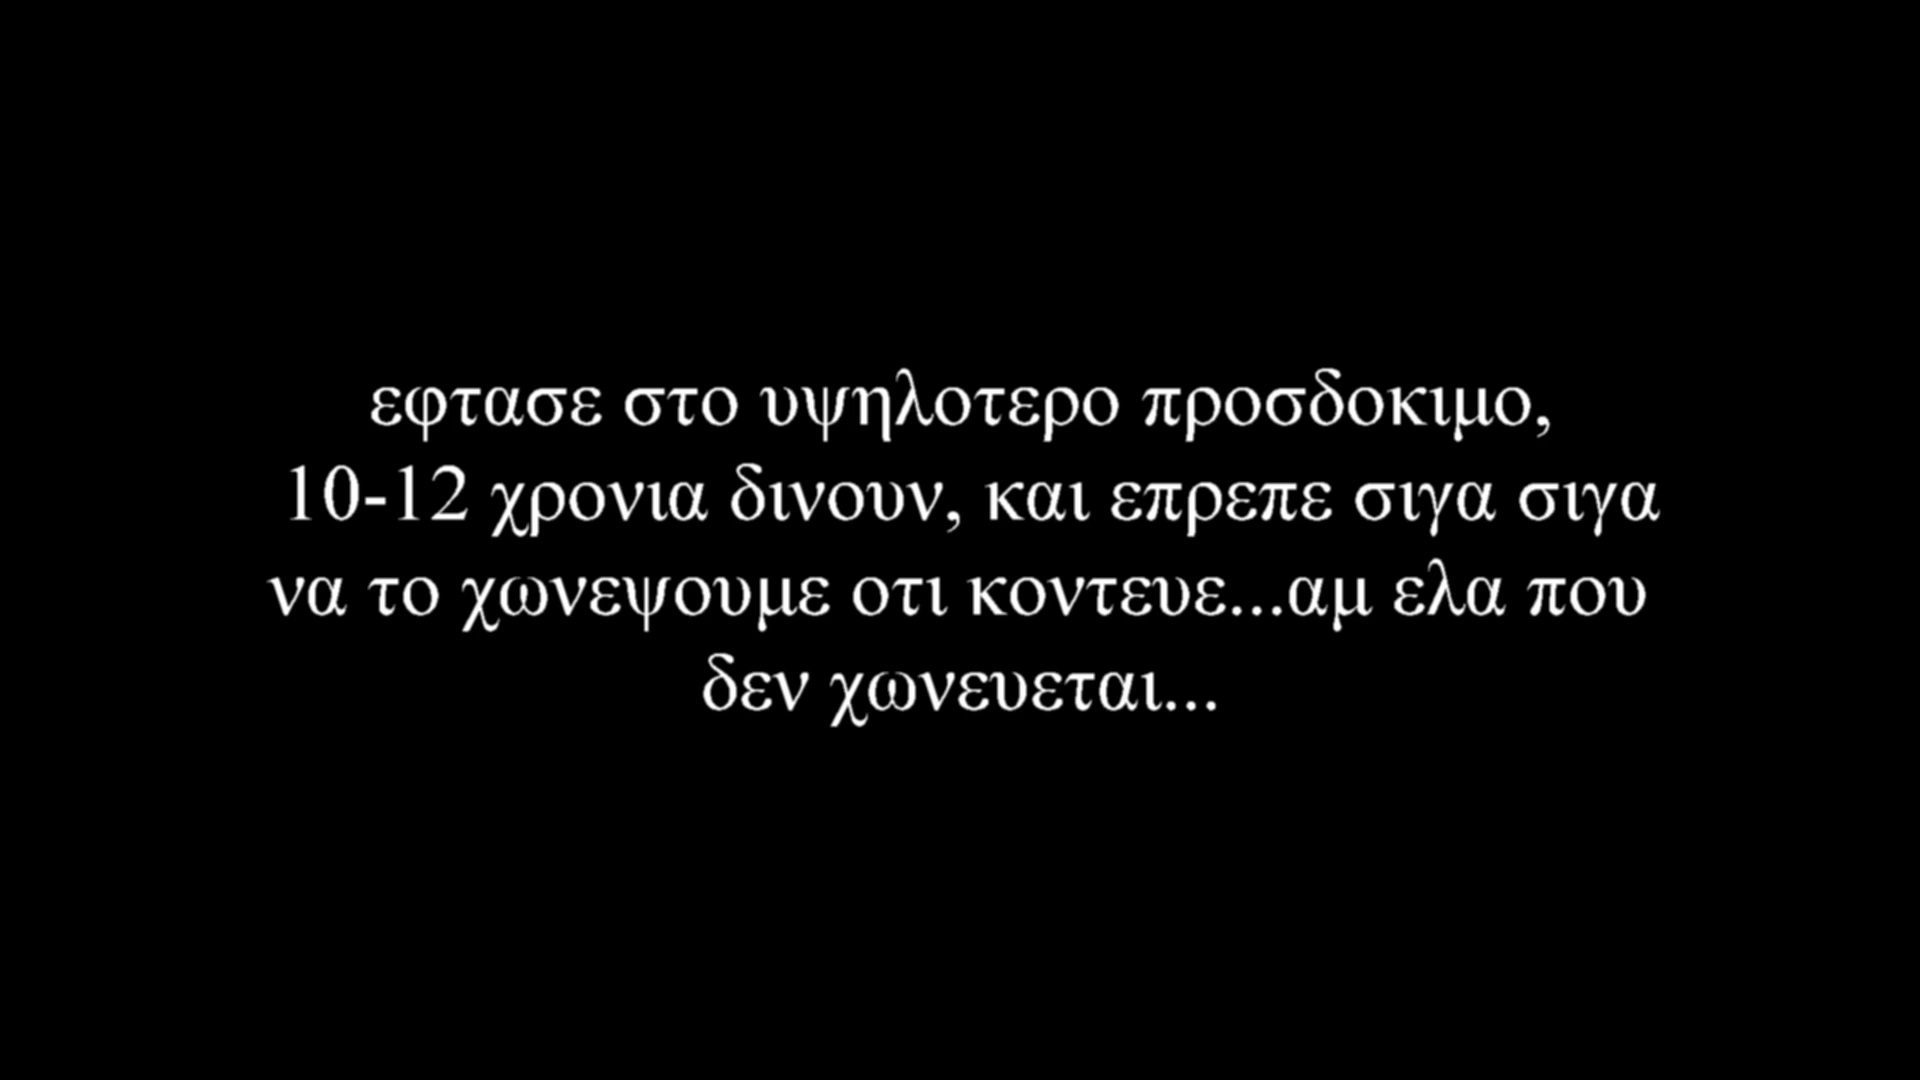 εφτασε στο υψηλοτερο προσδοκιμο,
10-12 χρονια δινουν, και επρεπε σιγα σιγα
να το χωνεψουμε οτι κοντευε...αμ ελα που
δεν χωνευεται...